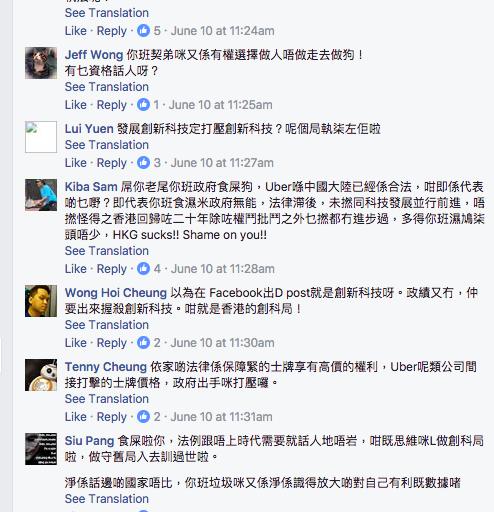 See Translation
Like · Reply · 5 · June 10 at 11:24am
Jeff Wong 你班契弟咪又係有權選擇做人唔做走去做狗！
有乜資格話人呀？
See Translation
Like · Reply · 1 · June 10 at 11:25am
Lui Yuen 發展創新科技定打壓創新科技？呢個局執柒左佢啦
See Translation
Like · Reply · 3 · June 10 at 11:27am
Kiba Sam 屌你老尾你班政府食屎狗，Uber喺中國大陸已經係合法，咁即係代表
啲乜嘢？即代表你班食濕米政府無能，法律滯後，未撚同科技發展並行前進，唔
撚怪得之香港回歸咗二十年除咗權鬥批鬥之外乜撚都冇進步過，多得你班濕鳩柒
頭唔少，HKG sucks!! Shame on you!!
See Translation
Like · Reply · 4 · June 10 at 11:28am
Wong Hoi Cheung 以為在 Facebook出D post就是創新科技呀。政績又冇，仲
要出來握殺創新科技。咁就是香港的創科局！
See Translation
Like · Reply · 2 · June 10 at 11:30am
Tenny Cheung 依家啲法律係保障緊的士牌享有高價的權利，Uber呢類公司間
接打擊的士牌價格，政府出手咪打壓囉。
See Translation
Like · Reply · 2 · June 10 at 11:31am
Siu Pang 食屎啦你，法例跟唔上時代需要就話人地唔岩，咁既思維咪L做創科局
啦，做守舊局入去訓過世啦。
淨係話邊啲國家唔比，你班垃圾咪又係淨係識得放大啲對自己有利既數據啫
See Translation